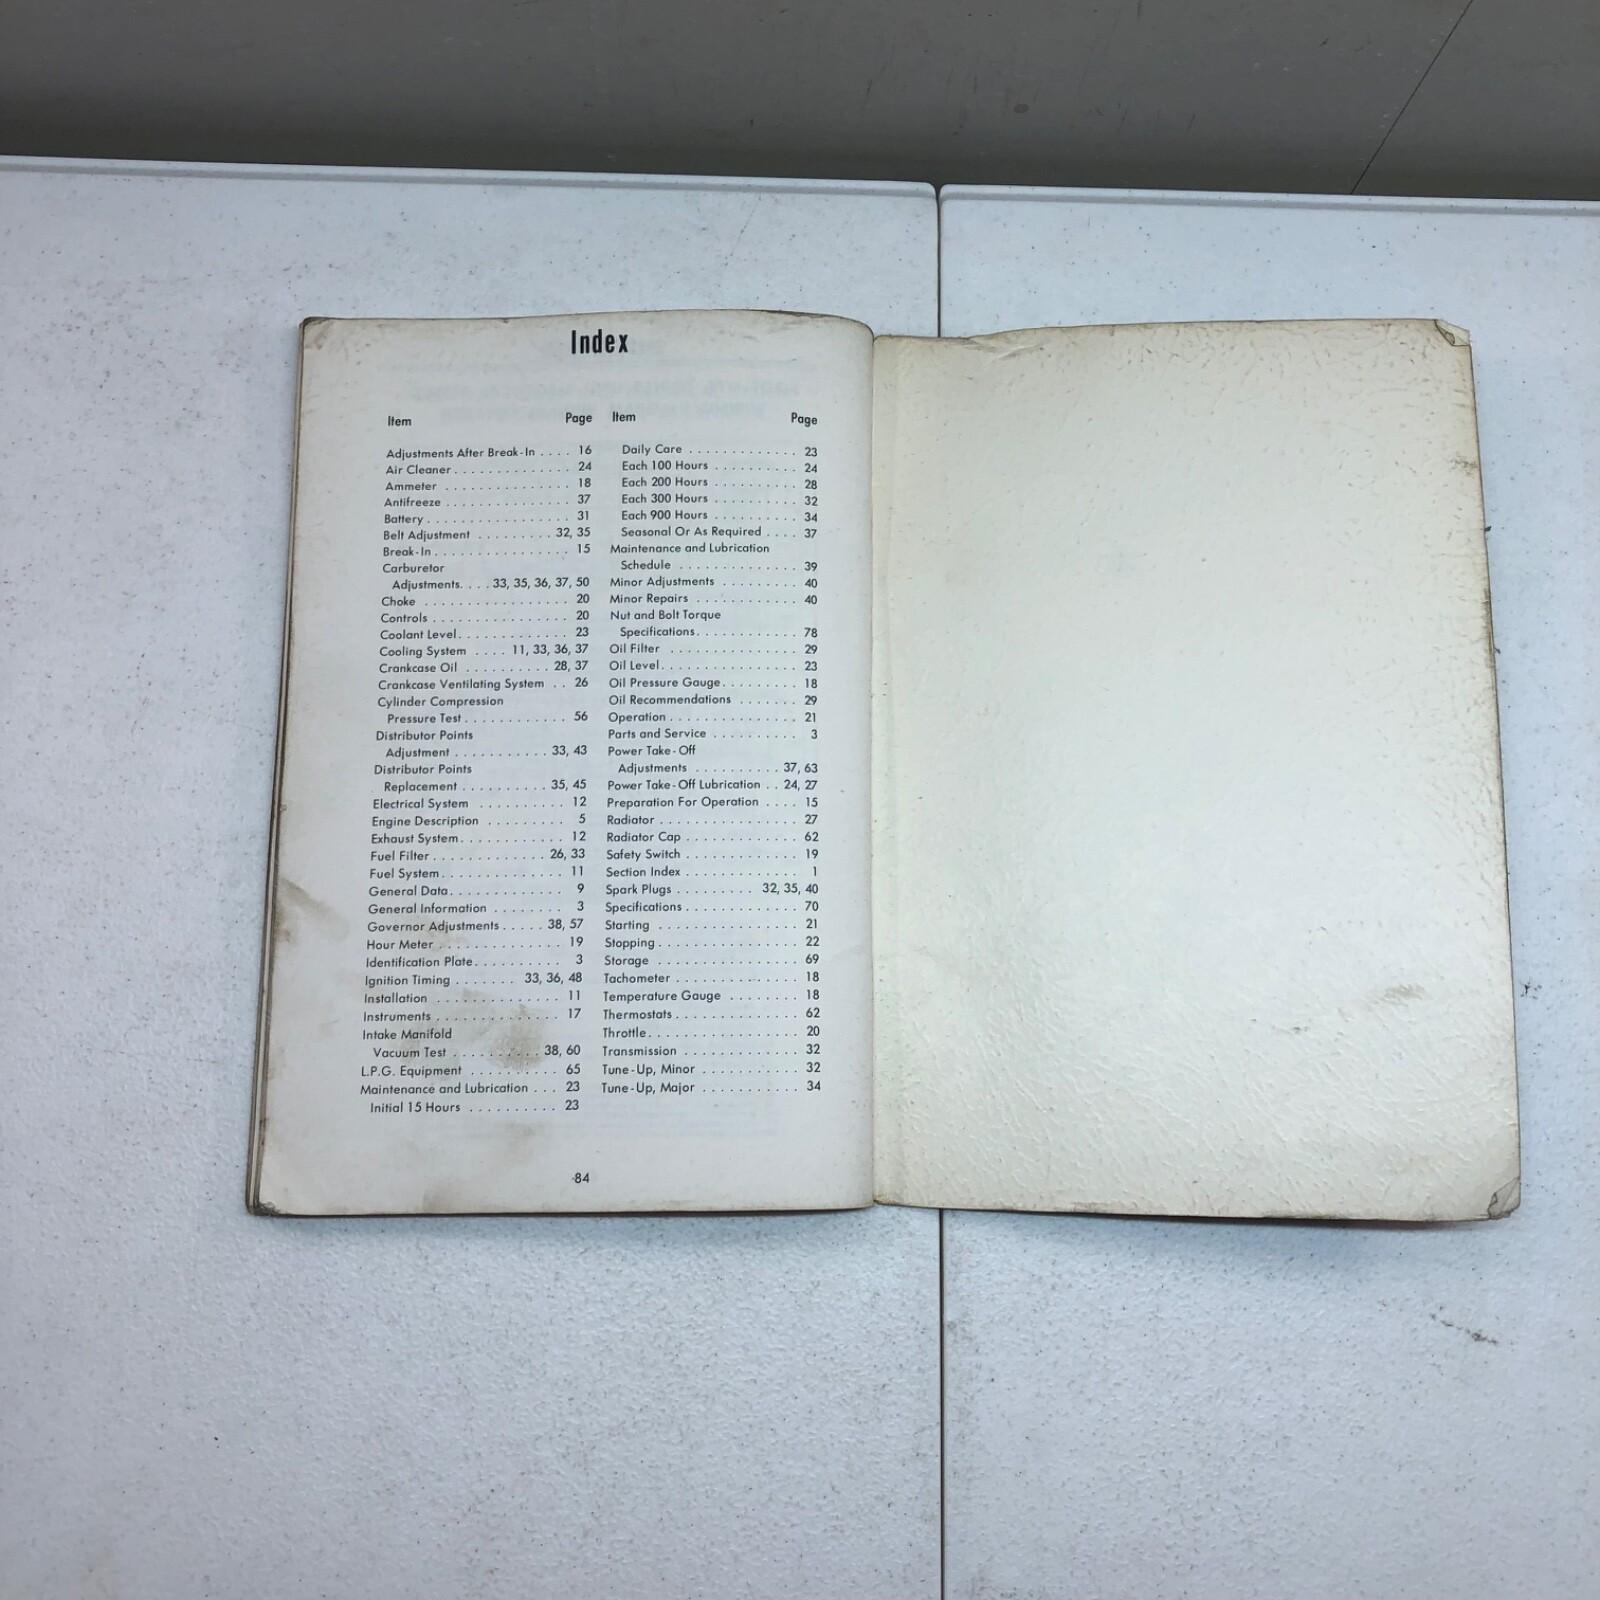 Index
Item Page
Adjustments After Break-In . . . . 16
Air Cleaner . . . . . . . . . . . . . . 24
Ammeter . . . . . . . . . . . . . . . 18
Antifreeze . . . . . . . . . . . . . . . 37
Battery . . . . . . . . . . . . . . . . . 31
Belt Adjustment . . . . . . . . . 32, 35
Break-In . . . . . . . . . . . . . . . . 15
Carburetor
Adjustments. . . . 33, 35, 36, 37, 50
Choke . . . . . . . . . . . . . . . . . 20
Controls . . . . . . . . . . . . . . . . 20
Coolant Level. . . . . . . . . . . . . 23
Cooling System . . . . 11, 33, 36, 37
Crankcase Oil . . . . . . . . . . 28, 37
Crankcase Ventilating System . . 26
Cylinder Compression
Pressure Test . . . . . . . . . . . . 56
Distributor Points
Adjustment . . . . . . . . . . . 33, 43
Distributor Points
Replacement . . . . . . . . . . 35, 45
Electrical System . . . . . . . . . . 12
Engine Description . . . . . . . . . 5
Exhaust System. . . . . . . . . . . . 12
Fuel Filter . . . . . . . . . . . . . 26, 33
Fuel System . . . . . . . . . . . . . . 11
General Data. . . . . . . . . . . . . 9
General Information . . . . . . . . 3
Governor Adjustments . . . . . 38, 57
Hour Meter . . . . . . . . . . . . . . 19
Identification Plate. . . . . . . . . . 3
Ignition Timing . . . . . . . 33, 36, 48
Installation . . . . . . . . . . . . . . 11
Instruments . . . . . . . . . . . . . . 17
Intake Manifold
Vacuum Test . . . . . . . . . . 38, 60
L.P.G. Equipment . . . . . . . . . . 65
Maintenance and Lubrication . . . 23
Initial 15 Hours . . . . . . . . . . 23
Item Page
Daily Care . . . . . . . . . . . . . 23
Each 100 Hours . . . . . . . . . . 24
Each 200 Hours . . . . . . . . . . 28
Each 300 Hours . . . . . . . . . . 32
Each 900 Hours . . . . . . . . . . 34
Seasonal Or As Required . . . . 37
Maintenance and Lubrication
Schedule . . . . . . . . . . . . . . 39
Minor Adjustments . . . . . . . . . 40
Minor Repairs . . . . . . . . . . . . 40
Nut and Bolt Torque
Specifications. . . . . . . . . . . . 78
Oil Filter . . . . . . . . . . . . . . . 29
Oil Level. . . . . . . . . . . . . . . . 23
Oil Pressure Gauge. . . . . . . . . 18
Oil Recommendations . . . . . . . 29
Operation . . . . . . . . . . . . . . . 21
Parts and Service . . . . . . . . . . 3
Power Take-Off
Adjustments . . . . . . . . . . 37, 63
Power Take-Off Lubrication . . 24, 27
Preparation For Operation . . . . 15
Radiator . . . . . . . . . . . . . . . . 27
Radiator Cap . . . . . . . . . . . . . 62
Safety Switch . . . . . . . . . . . . . 19
Section Index . . . . . . . . . . . . . 1
Spark Plugs . . . . . . . . . 32, 35, 40
Specifications . . . . . . . . . . . . . 70
Starting . . . . . . . . . . . . . . . . 21
Stopping . . . . . . . . . . . . . . . . 22
Storage . . . . . . . . . . . . . . . . 69
Tachometer . . . . . . . . . . . . . . 18
Temperature Gauge . . . . . . . . 18
Thermostats . . . . . . . . . . . . . . 62
Throttle . . . . . . . . . . . . . . . . . 20
Transmission . . . . . . . . . . . . . 32
Tune-Up, Minor . . . . . . . . . . . 32
Tune-Up, Major . . . . . . . . . . . 34
84